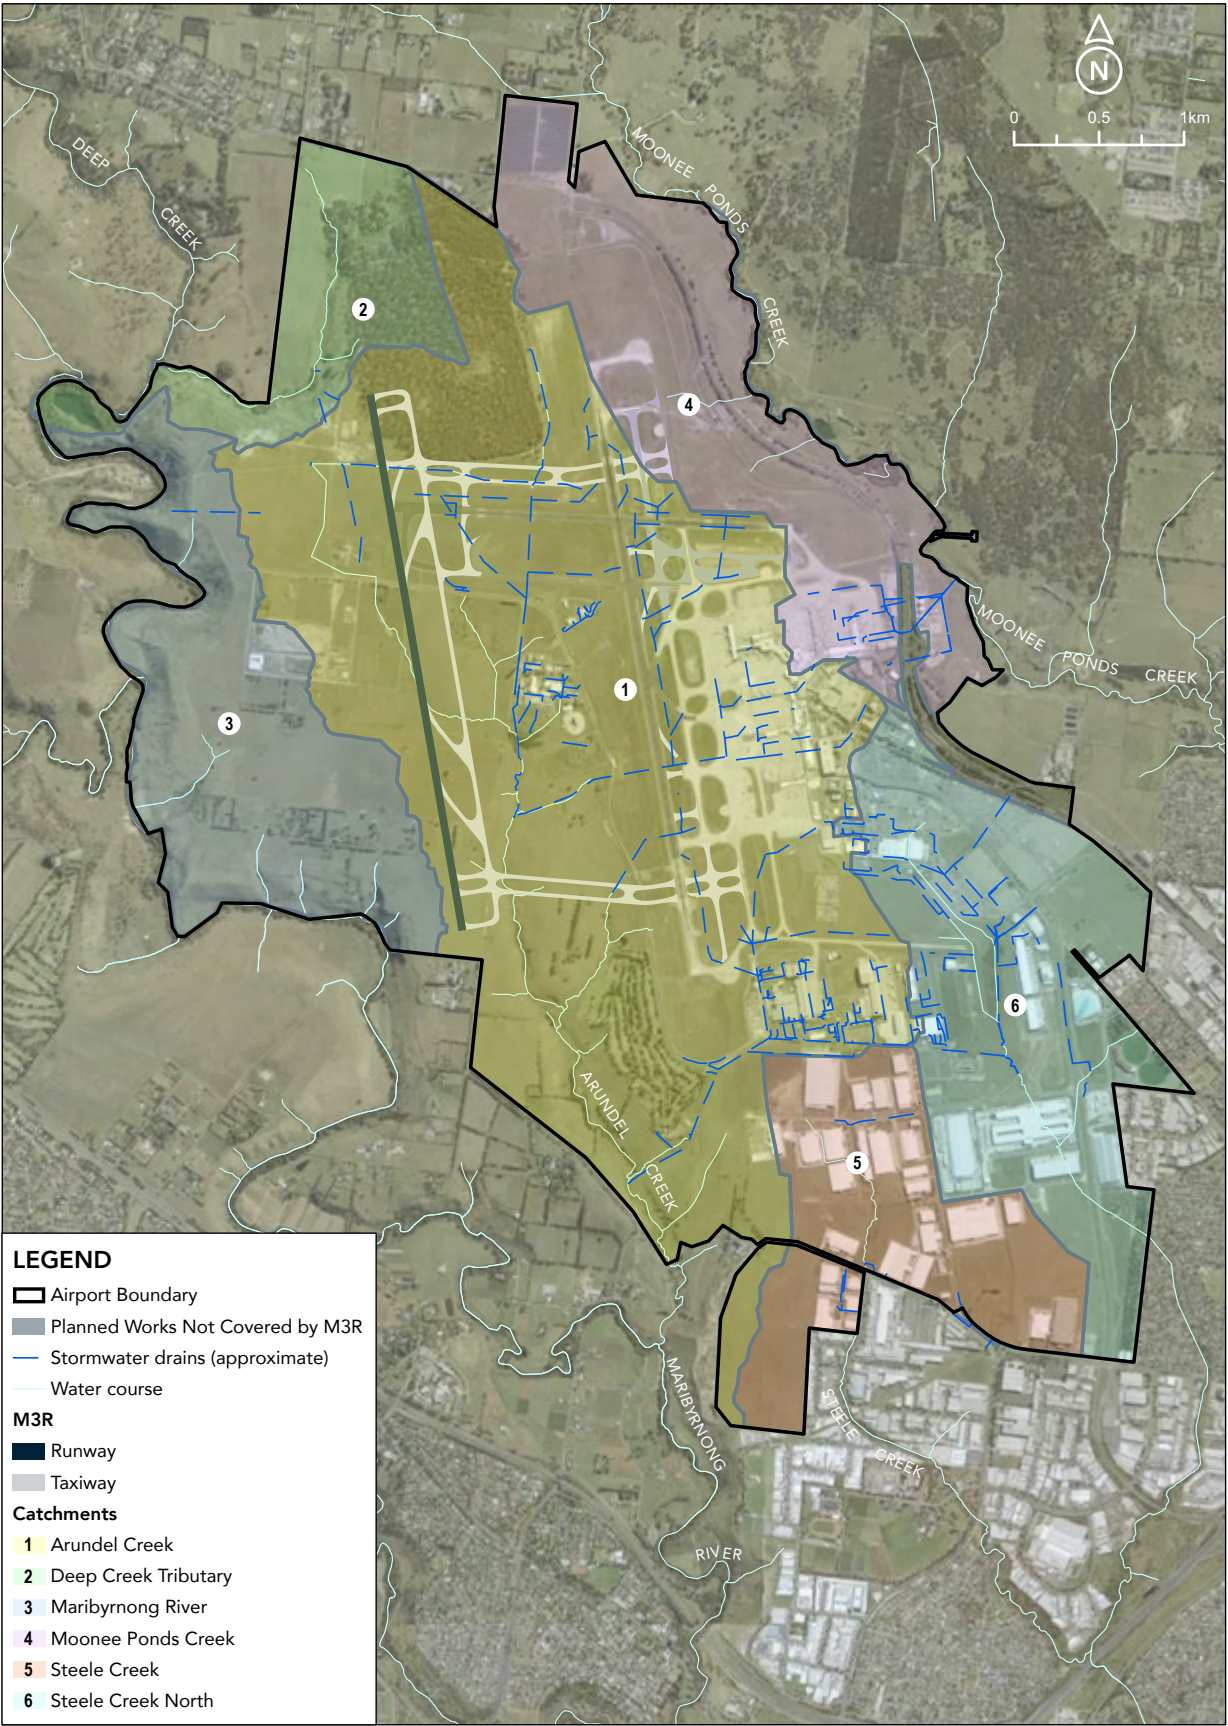 N
0 0.5 1km
DEEP
CREEK
MOONEE
PONDS
CREEK
2
4
MOONEE
PONDS
CREEK
1
3
6
ARUNDEL
CREEK
5
MARIBYRNONG
RIVER
STEELE
CREEK
LEGEND
Airport Boundary
Planned Works Not Covered by M3R
Stormwater drains (approximate)
Water course
M3R
Runway
Taxiway
Catchments
1 Arundel Creek
2 Deep Creek Tributary
3 Maribyrnong River
4 Moonee Ponds Creek
5 Steele Creek
6 Steele Creek North